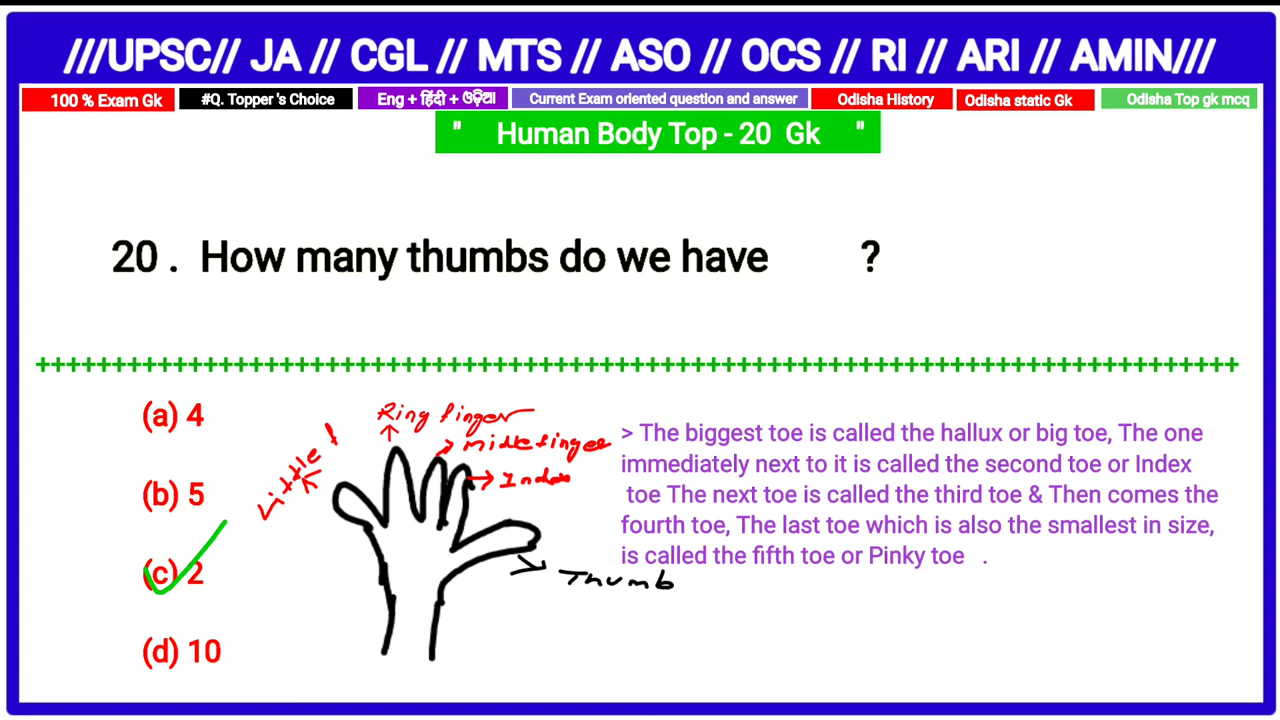 ///UPSC// JA // CGL // MTS // ASO // OCS // RI // ARI // AMIN///
100 % Exam Gk #Q. Topper 's Choice Eng + हिंदी + ଓଡ଼ିଆ Current Exam oriented question and answer Odisha History Odisha static Gk Odisha Top gk mcq
" Human Body Top - 20 Gk "
20 . How many thumbs do we have ?
++++++++++++++++++++++++++++++++++++++++++++++++++++++++++++++++++++++++++++++++++
(a) 4
(b) 5
(c) 2
(d) 10
Ring finger
Middle finger
Index
Little f
Thumb
> The biggest toe is called the hallux or big toe, The one
immediately next to it is called the second toe or Index
toe The next toe is called the third toe & Then comes the
fourth toe, The last toe which is also the smallest in size,
is called the fifth toe or Pinky toe .